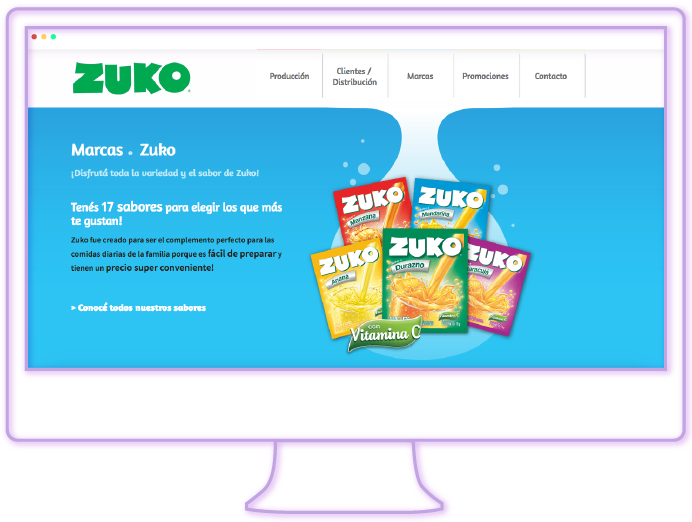 ZUKO
Producción
Clientes /
Distribución
Marcas
Promociones
Contacto
Marcas • Zuko
¡Disfrutá toda la variedad y el sabor de Zuko!
Tenés 17 sabores para elegir los que más
te gustan!
Zuko fue creado para ser el complemento perfecto para las
comidas diarias de la familia porque es fácil de preparar y
tienen un precio super conveniente!
» Conocé todos nuestros sabores
ZUKO
Manzana
ZUKO
Mandarina
ZUKO
Ananá
ZUKO
Durazno
ZUKO
con
Vitamina C